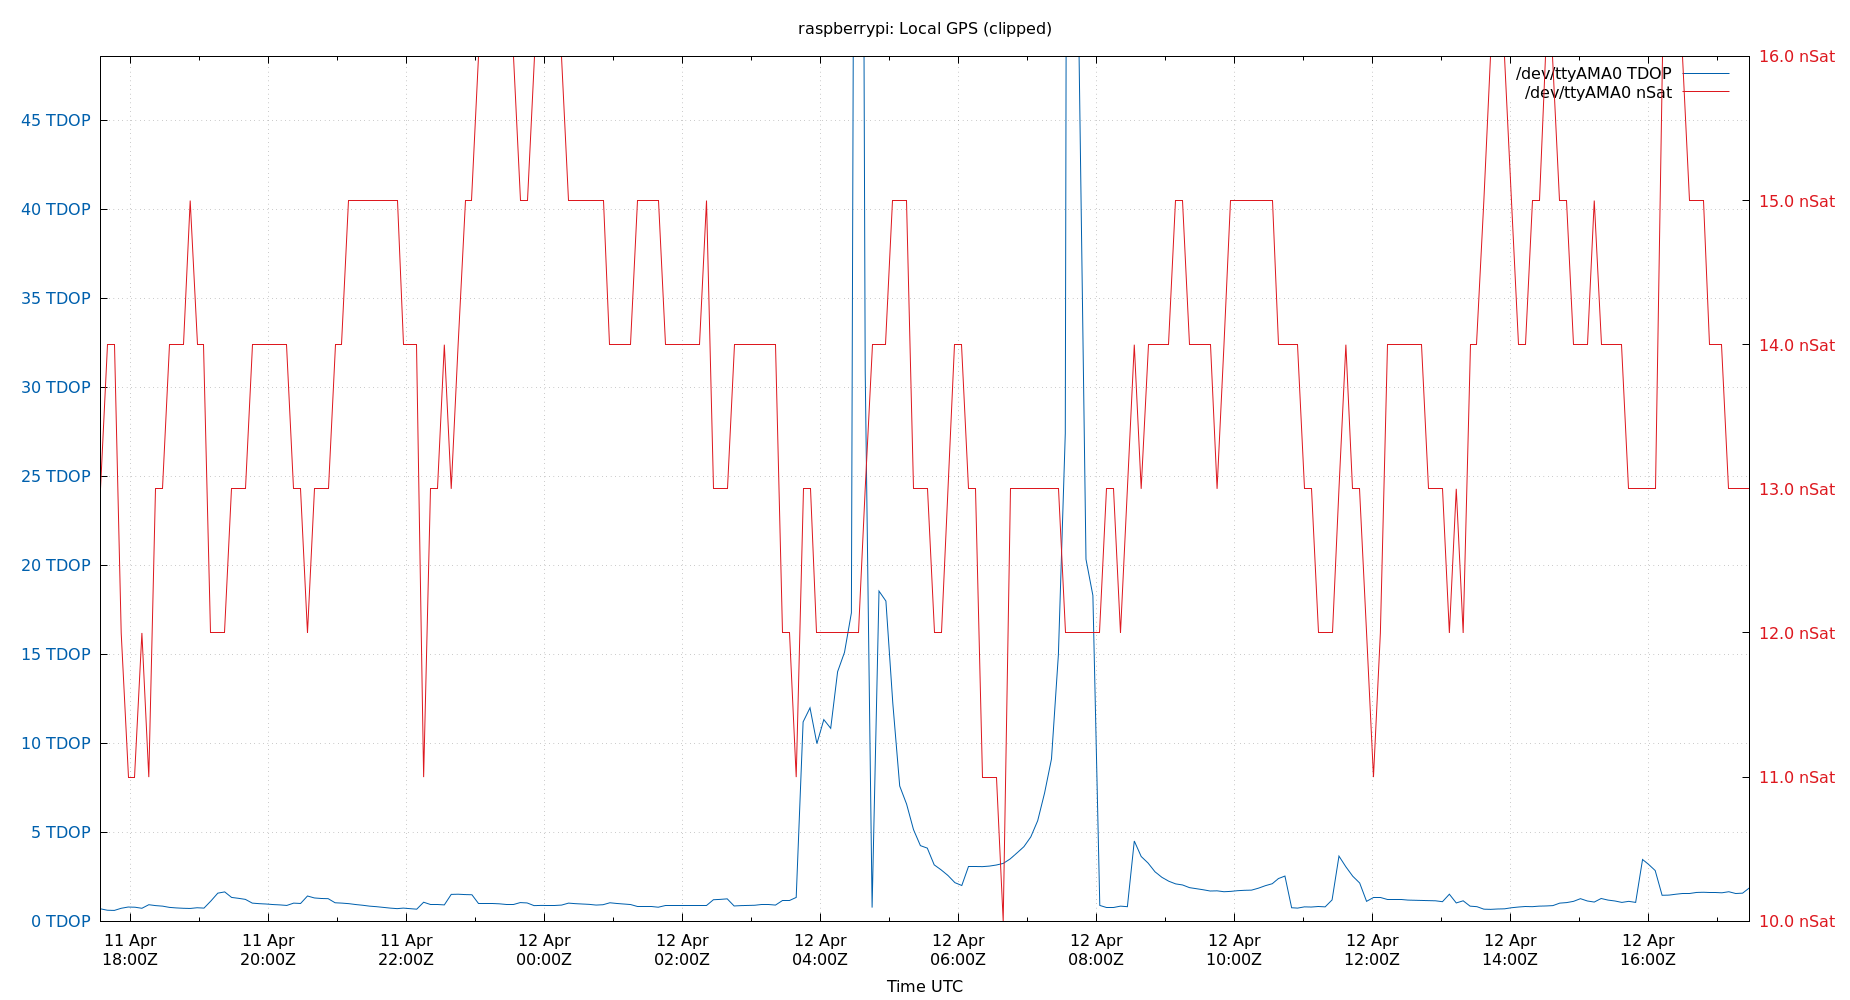 raspberrypi: Local GPS (clipped)
/dev/ttyAMA0 TDOP
/dev/ttyAMA0 nSat
45 TDOP
40 TDOP
35 TDOP
30 TDOP
25 TDOP
20 TDOP
15 TDOP
10 TDOP
5 TDOP
0 TDOP
16.0 nSat
15.0 nSat
14.0 nSat
13.0 nSat
12.0 nSat
11.0 nSat
10.0 nSat
11 Apr 11 Apr 11 Apr 12 Apr 12 Apr 12 Apr 12 Apr 12 Apr 12 Apr 12 Apr 12 Apr 12 Apr
18:00Z 20:00Z 22:00Z 00:00Z 02:00Z 04:00Z 06:00Z 08:00Z 10:00Z 12:00Z 14:00Z 16:00Z
Time UTC